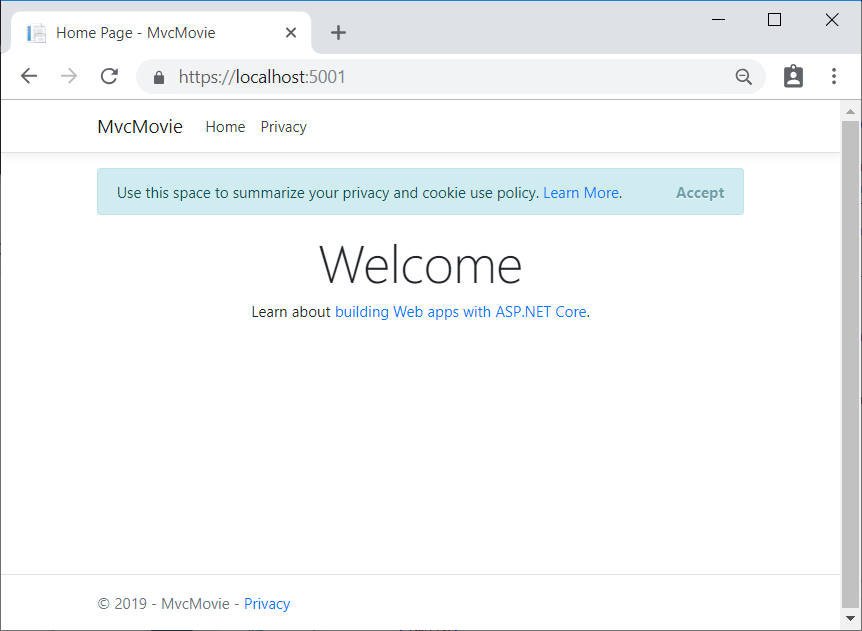 Home Page - MvcMovie
https://localhost:5001
MvcMovie Home Privacy
Use this space to summarize your privacy and cookie use policy. Learn More. Accept
Welcome
Learn about building Web apps with ASP.NET Core.
© 2019 - MvcMovie - Privacy